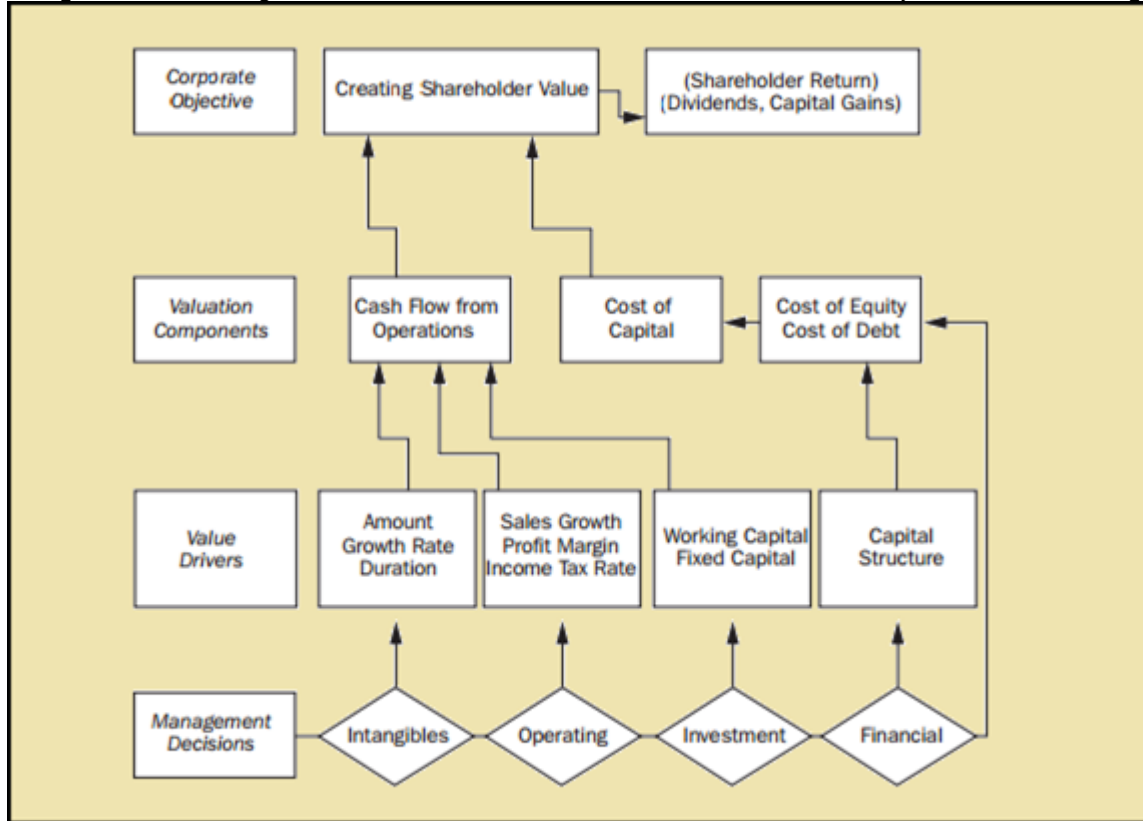 Corporate
Objective
Creating Shareholder Value
(Shareholder Return)
(Dividends, Capital Gains)
Valuation
Components
Cash Flow from
Operations
Cost of
Capital
Cost of Equity
Cost of Debt
Value
Drivers
Amount
Growth Rate
Duration
Sales Growth
Profit Margin
Income Tax Rate
Working Capital
Fixed Capital
Capital
Structure
Management
Decisions
Intangibles
Operating
Investment
Financial